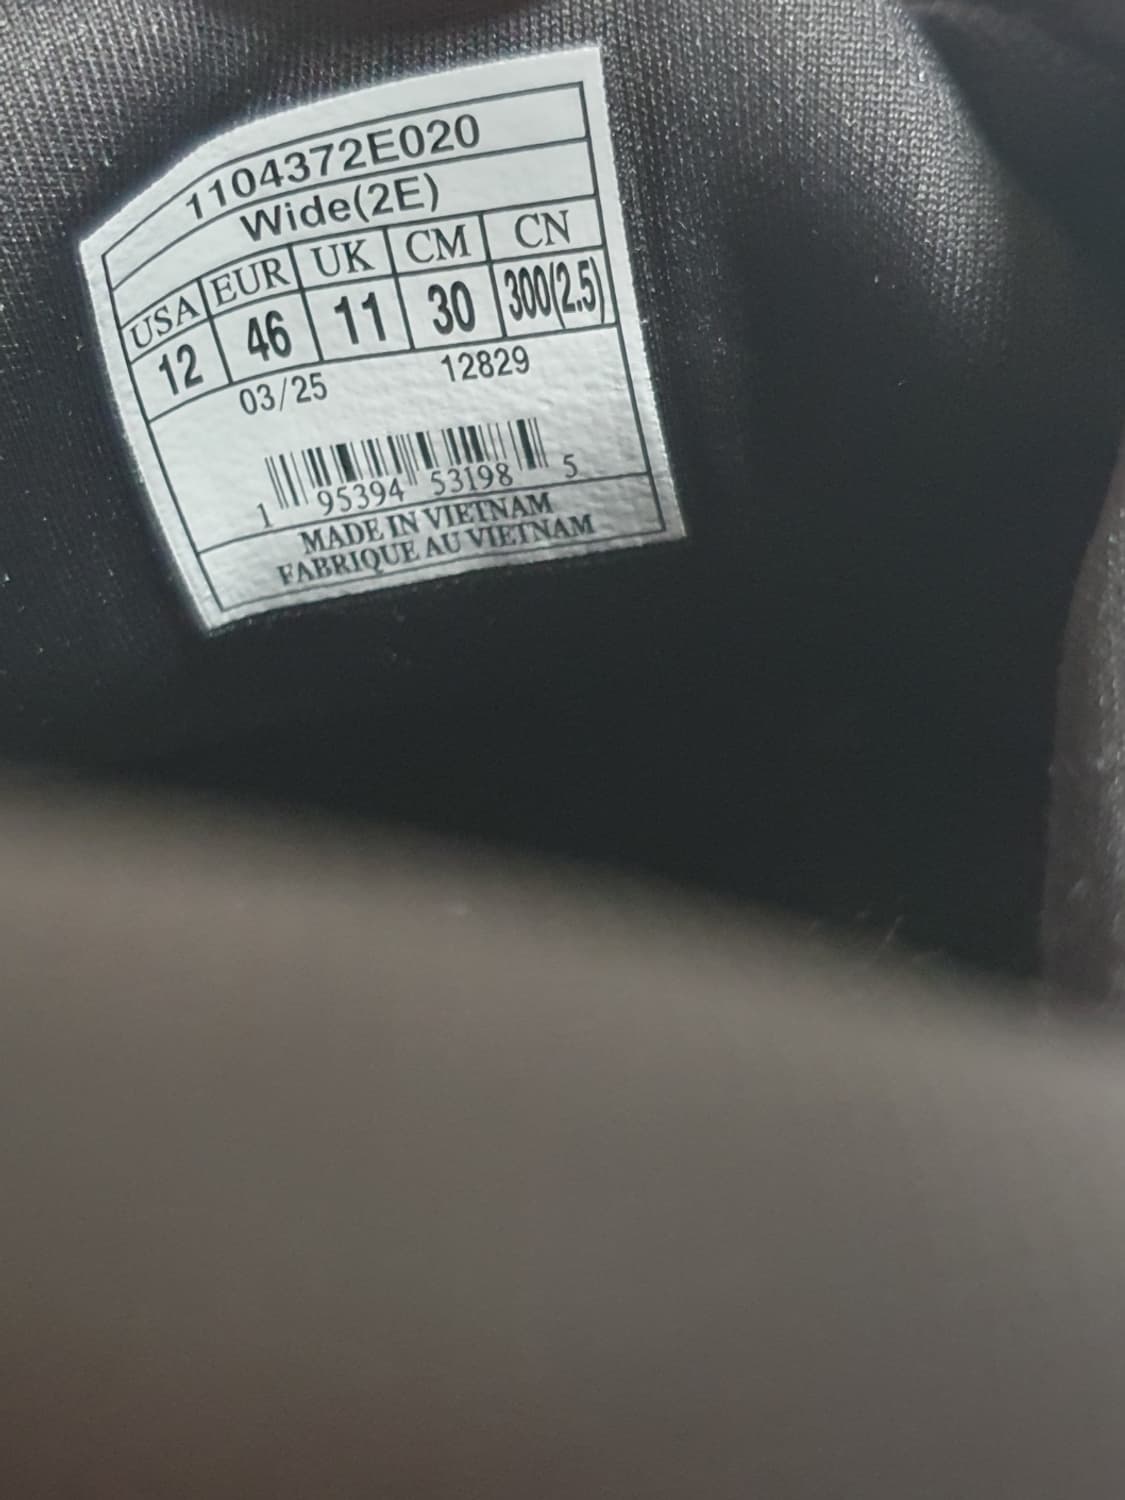 1104372E020
Wide(2E)
USA EUR UK CM CN
12 46 11 30 300(2.5)
03/25 12829
1 95394 53198 5
MADE IN VIETNAM
FABRIQUE AU VIETNAM